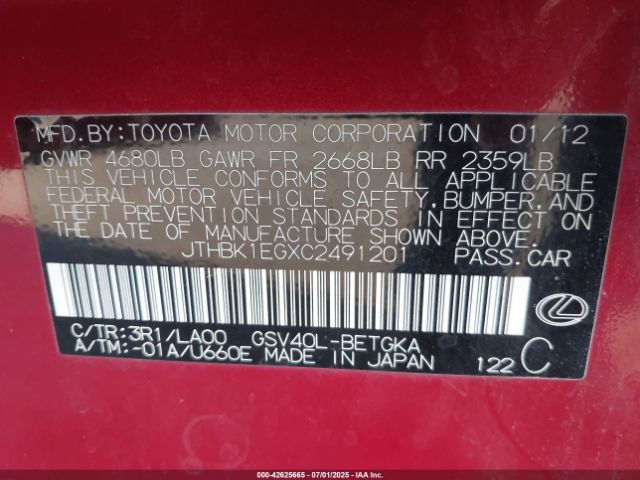 MFD.BY:TOYOTA MOTOR CORPORATION 01/12
GVWR 4680LB GAWR FR 2668LB RR 2359LB
THIS VEHICLE CONFORMS TO ALL APPLICABLE
FEDERAL MOTOR VEHICLE SAFETY,BUMPER,AND
THEFT PREVENTION STANDARDS IN EFFECT ON
THE DATE OF MANUFACTURE SHOWN ABOVE.
JTHBK1EGXC2491201 PASS.CAR
C/TR:3R1/LA00 GSV40L-BETGKA
A/TM:-01A/U660E MADE IN JAPAN 122 C
000-42625665 - 07/01/2025 - IAAI.COM